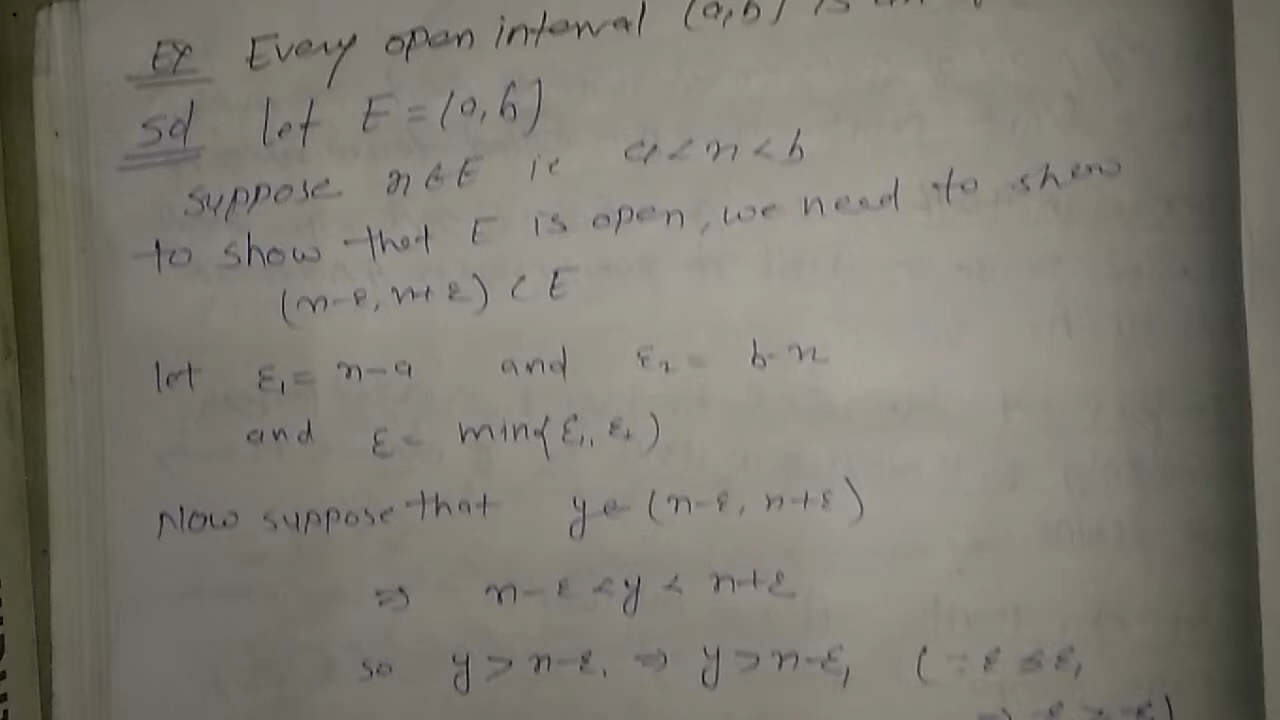 Ex Every open interval (a,b) is an
Sol let E = (a,b)
suppose x ∈ E ie a < x < b
to show that E is open, we need to show
(x-ε, x+ε) ⊂ E
let ε₁ = x-a and ε₂ = b-x
and ε = min{ε₁, ε₂)
Now suppose that y ∈ (x-ε, x+ε)
⇒ x-ε < y < x+ε
so y > x-ε, ⇒ y > x-ε₁ (∵ ε ≤ ε₁